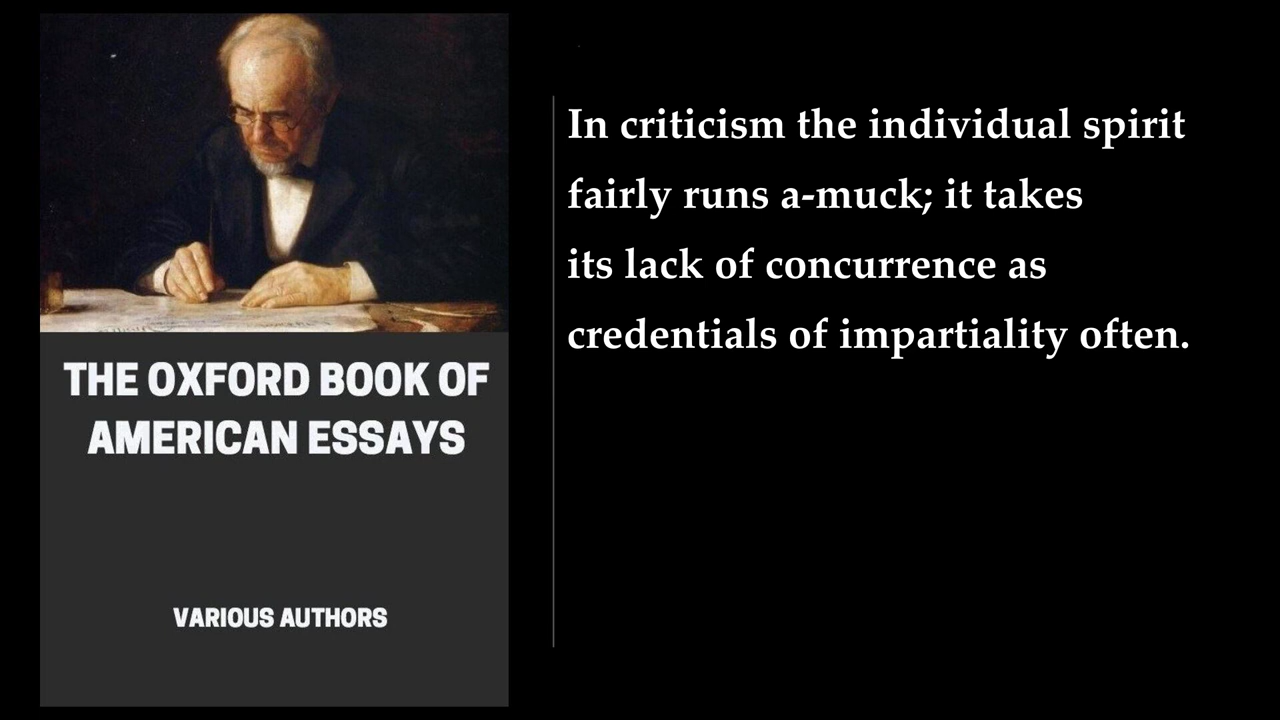 THE OXFORD BOOK OF
AMERICAN ESSAYS
VARIOUS AUTHORS
In criticism the individual spirit
fairly runs a-muck; it takes
its lack of concurrence as
credentials of impartiality often.